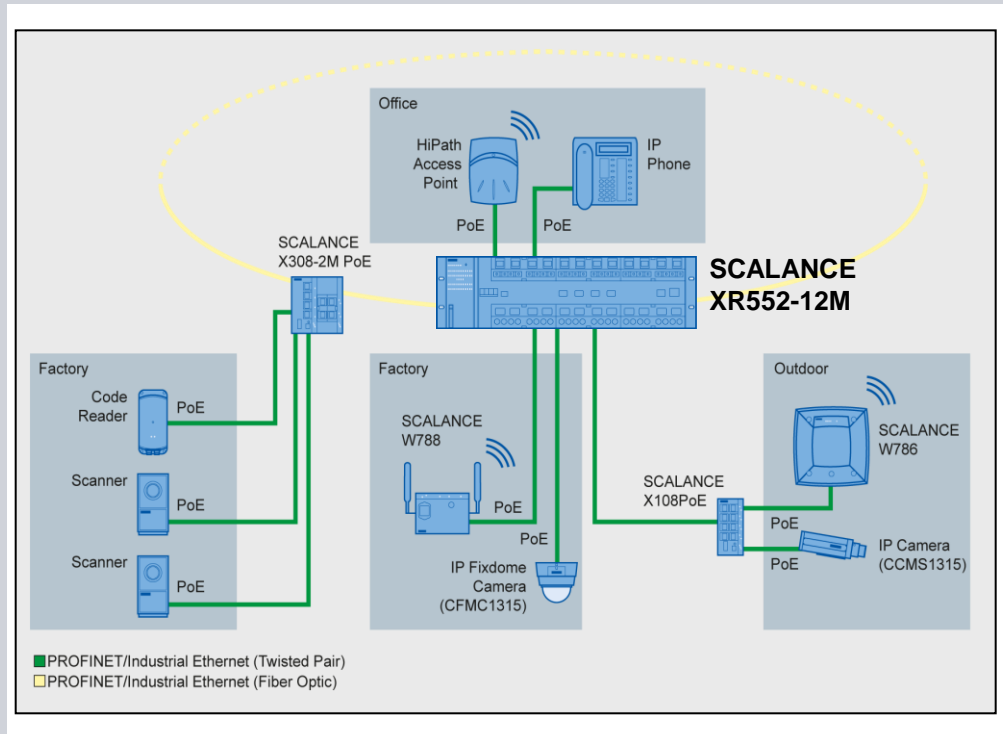 Office
HiPath
Access
Point
IP
Phone
PoE
PoE
SCALANCE
X308-2M PoE
SCALANCE
XR552-12M
Factory
Code
Reader
PoE
Scanner
PoE
Scanner
PoE
Factory
SCALANCE
W788
PoE
PoE
IP Fixdome
Camera
(CFMC1315)
Outdoor
SCALANCE
W786
SCALANCE
X108PoE
PoE
PoE
IP Camera
(CCMS1315)
PROFINET/Industrial Ethernet (Twisted Pair)
PROFINET/Industrial Ethernet (Fiber Optic)